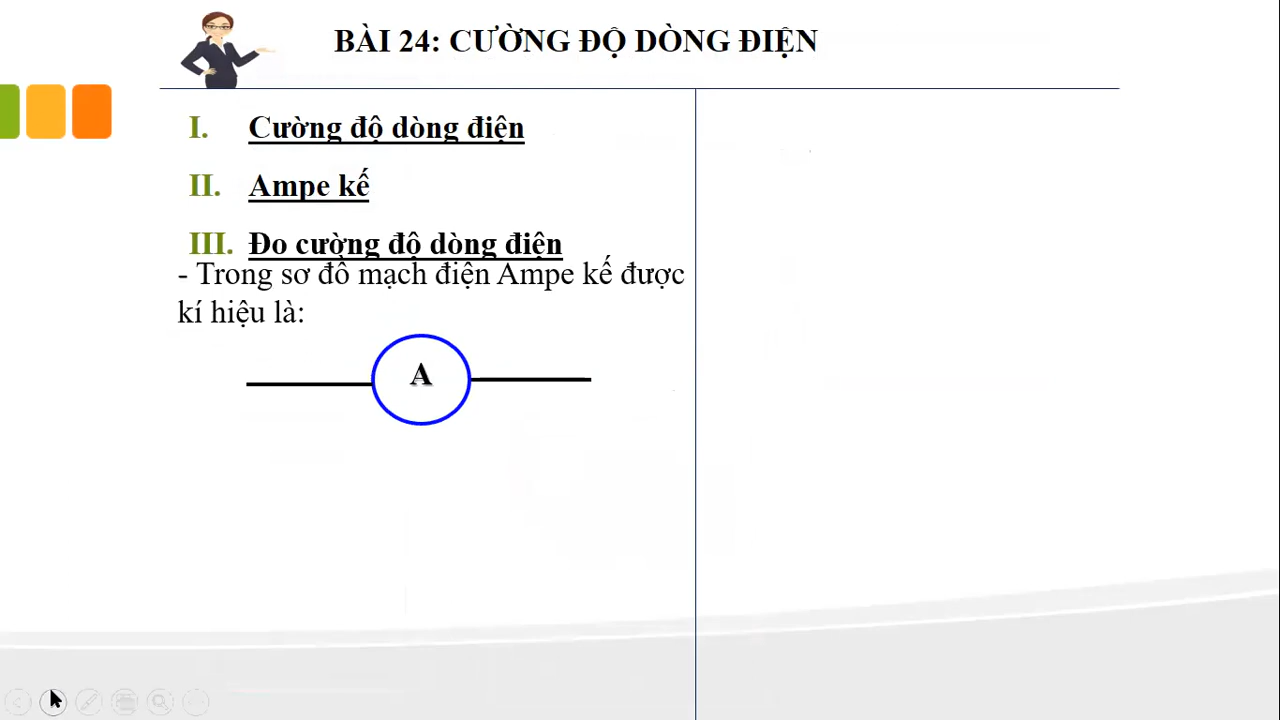 BÀI 24: CƯỜNG ĐỘ DÒNG ĐIỆN
I. Cường độ dòng điện
II. Ampe kế
III. Đo cường độ dòng điện
- Trong sơ đồ mạch điện Ampe kế được
kí hiệu là:
A